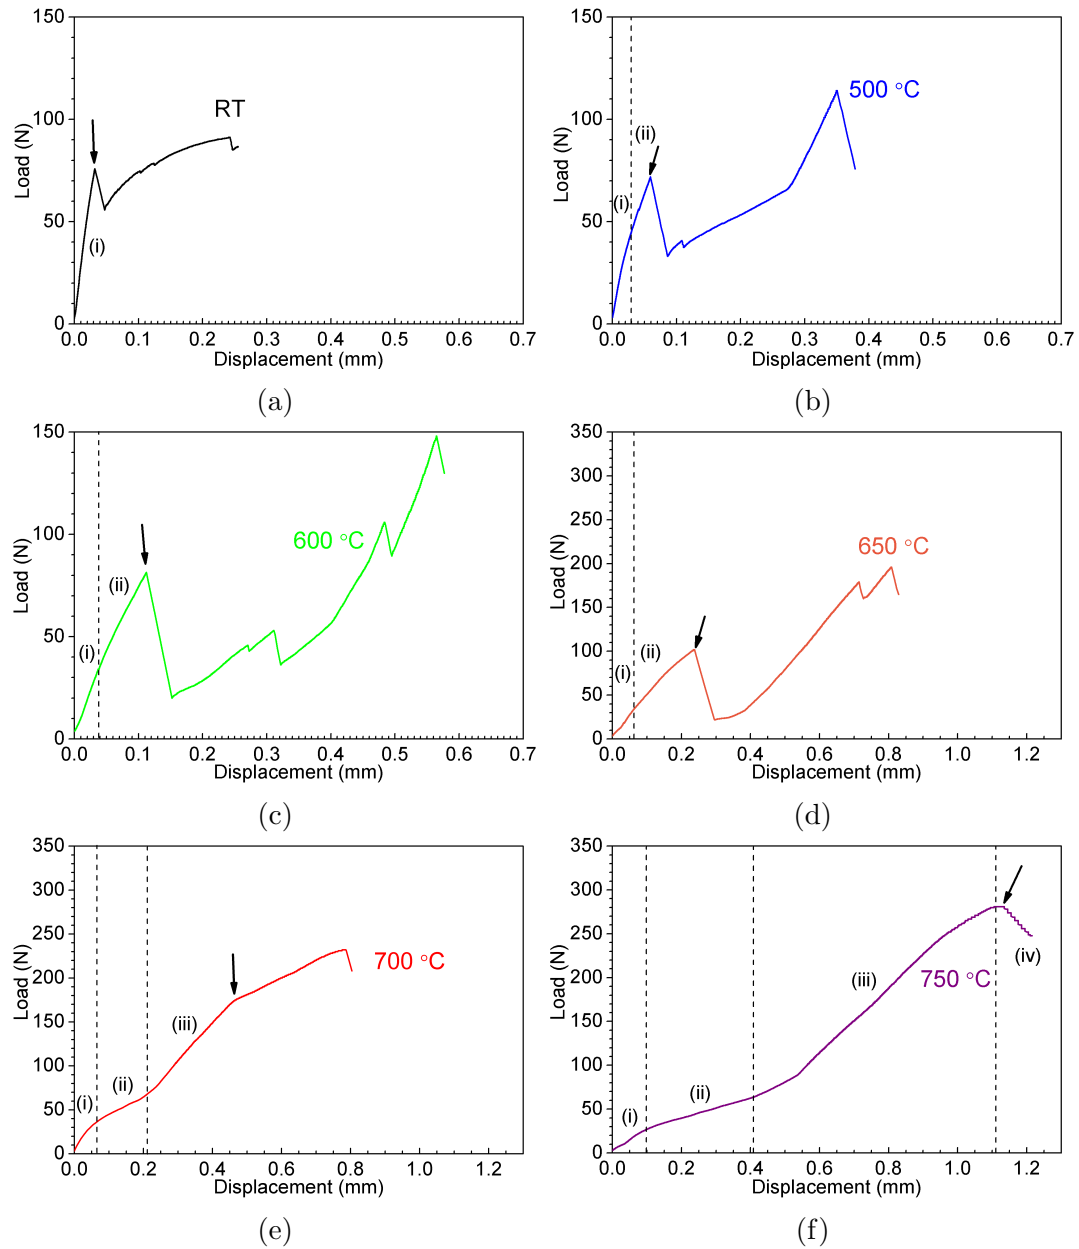 150
100
50
0
Load (N)
RT
(i)
0.0 0.1 0.2 0.3 0.4 0.5 0.6 0.7
Displacement (mm)
(a)
150
100
50
0
Load (N)
500 °C
(ii)
(i)
0.0 0.1 0.2 0.3 0.4 0.5 0.6 0.7
Displacement (mm)
(b)
150
100
50
0
Load (N)
600 °C
(ii)
(i)
0.0 0.1 0.2 0.3 0.4 0.5 0.6 0.7
Displacement (mm)
(c)
350
300
250
200
150
100
50
0
Load (N)
650 °C
(i)
(ii)
0.0 0.2 0.4 0.6 0.8 1.0 1.2
Displacement (mm)
(d)
350
300
250
200
150
100
50
0
Load (N)
700 °C
(iii)
(i)
(ii)
0.0 0.2 0.4 0.6 0.8 1.0 1.2
Displacement (mm)
(e)
350
300
250
200
150
100
50
0
Load (N)
(iv)
(iii)
750 °C
(ii)
(i)
0.0 0.2 0.4 0.6 0.8 1.0 1.2
Displacement (mm)
(f)